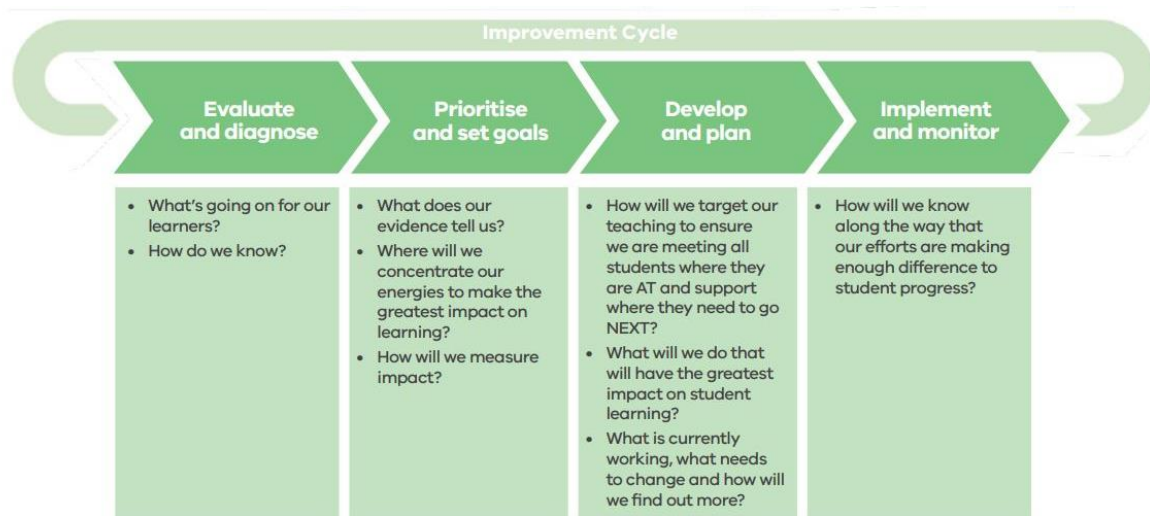 Improvement Cycle
Evaluate
and diagnose
Prioritise
and set goals
Develop
and plan
Implement
and monitor
• What's going on for our
learners?
• How do we know?
• What does our
evidence tell us?
• Where will we
concentrate our
energies to make the
greatest impact on
learning?
• How will we measure
impact?
• How will we target our
teaching to ensure
we are meeting all
students where they
are AT and support
where they need to go
NEXT?
• What will we do that
will have the greatest
impact on student
learning?
• What is currently
working, what needs
to change and how will
we find out more?
• How will we know
along the way that
our efforts are making
enough difference to
student progress?